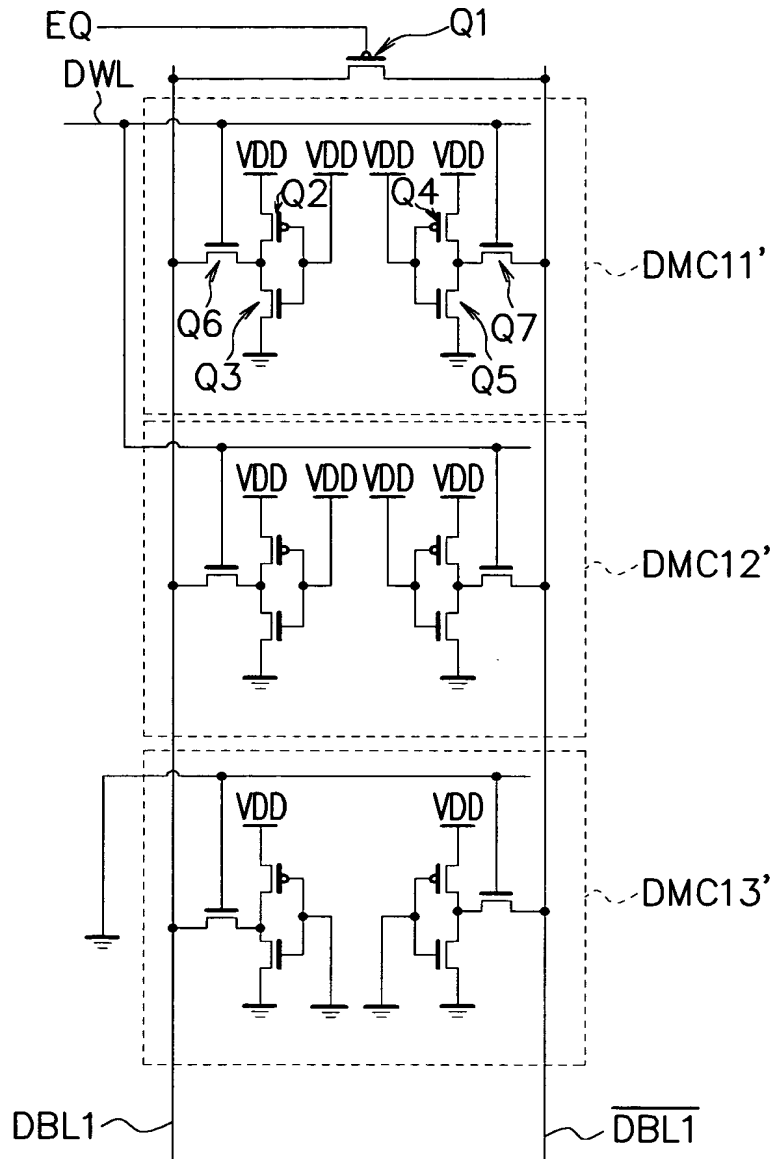 EQ
Q1
DWL
VDD VDD VDD VDD
Q2 Q4
DMC11'
Q6 Q7
Q3 Q5
VDD VDD VDD VDD
DMC12'
VDD VDD
DMC13'
DBL1 D̅B̅L̅1̅